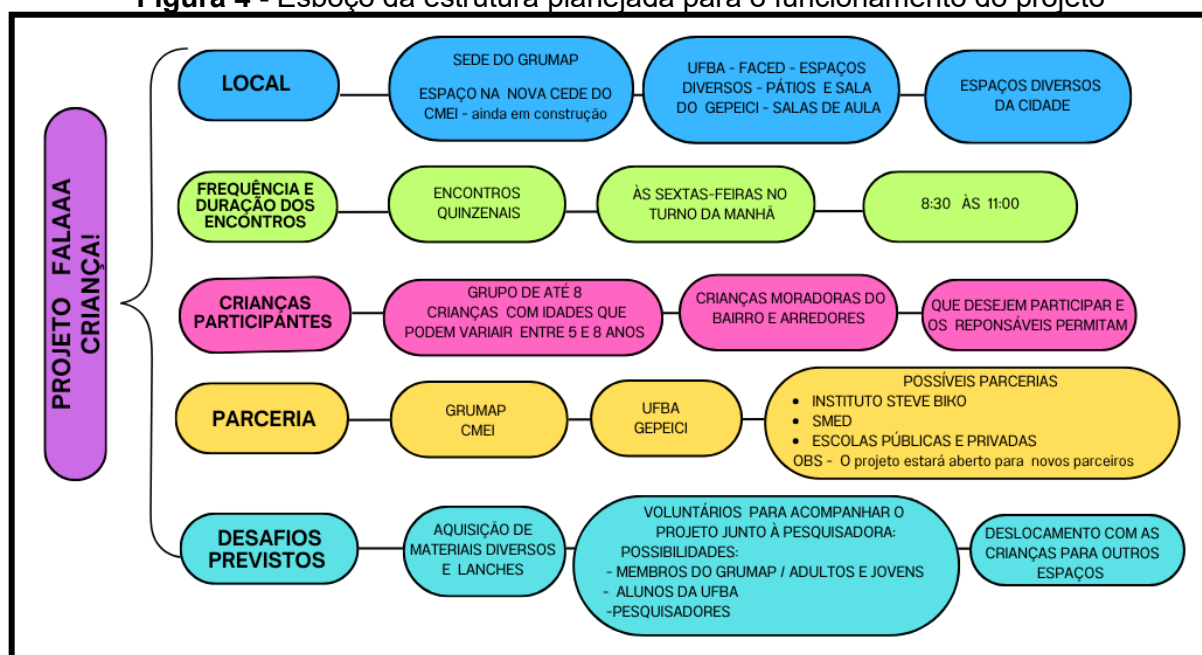 Figura 4 - Esboço da estrutura planejada para o funcionamento do projeto
PROJETO FALAAA
CRIANÇA!
LOCAL
SEDE DO GRUMAP
ESPAÇO NA NOVA CEDE DO
CMEI - ainda em construção
UFBA - FACED - ESPAÇOS
DIVERSOS - PÁTIOS E SALA
DO GEPEICI - SALAS DE AULA
ESPAÇOS DIVERSOS
DA CIDADE
FREQUÊNCIA E
DURAÇÃO DOS
ENCONTROS
ENCONTROS
QUINZENAIS
ÀS SEXTAS-FEIRAS NO
TURNO DA MANHÃ
8:30 ÀS 11:00
CRIANÇAS
PARTICIPANTES
GRUPO DE ATÉ 8
CRIANÇAS COM IDADES QUE
PODEM VARIAIR ENTRE 5 E 8 ANOS
CRIANÇAS MORADORAS DO
BAIRRO E ARREDORES
QUE DESEJEM PARTICIPAR E
OS REPONSÁVEIS PERMITAM
PARCERIA
GRUMAP
CMEI
UFBA
GEPEICI
POSSÍVEIS PARCERIAS
• INSTITUTO STEVE BIKO
• SMED
• ESCOLAS PÚBLICAS E PRIVADAS
OBS - O projeto estará aberto para novos parceiros
DESAFIOS
PREVISTOS
AQUISIÇÃO DE
MATERIAIS DIVERSOS
E LANCHES
VOLUNTÁRIOS PARA ACOMPANHAR O
PROJETO JUNTO À PESQUISADORA:
POSSIBILIDADES:
- MEMBROS DO GRUMAP / ADULTOS E JOVENS
- ALUNOS DA UFBA
-PESQUISADORES
DESLOCAMENTO COM AS
CRIANÇAS PARA OUTROS
ESPAÇOS